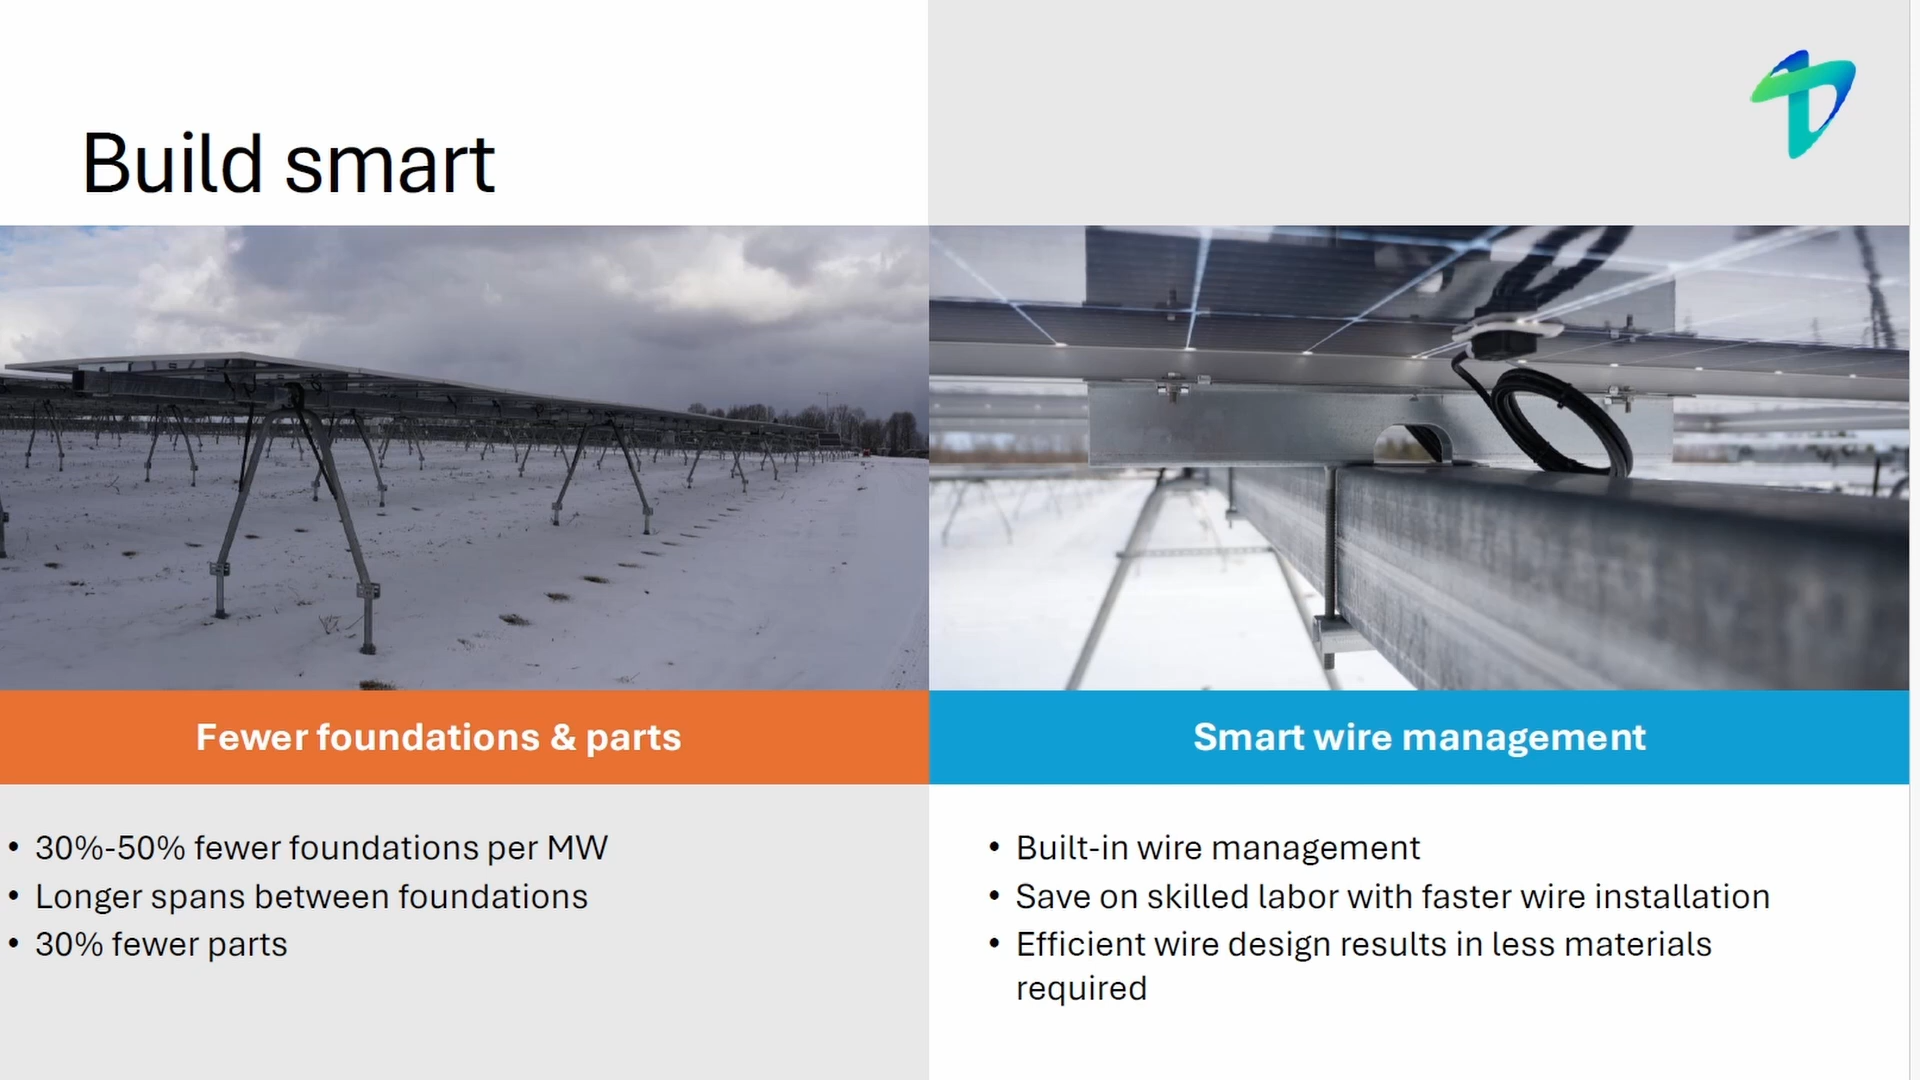 Build smart
Fewer foundations & parts
• 30%-50% fewer foundations per MW
• Longer spans between foundations
• 30% fewer parts
Smart wire management
• Built-in wire management
• Save on skilled labor with faster wire installation
• Efficient wire design results in less materials
required